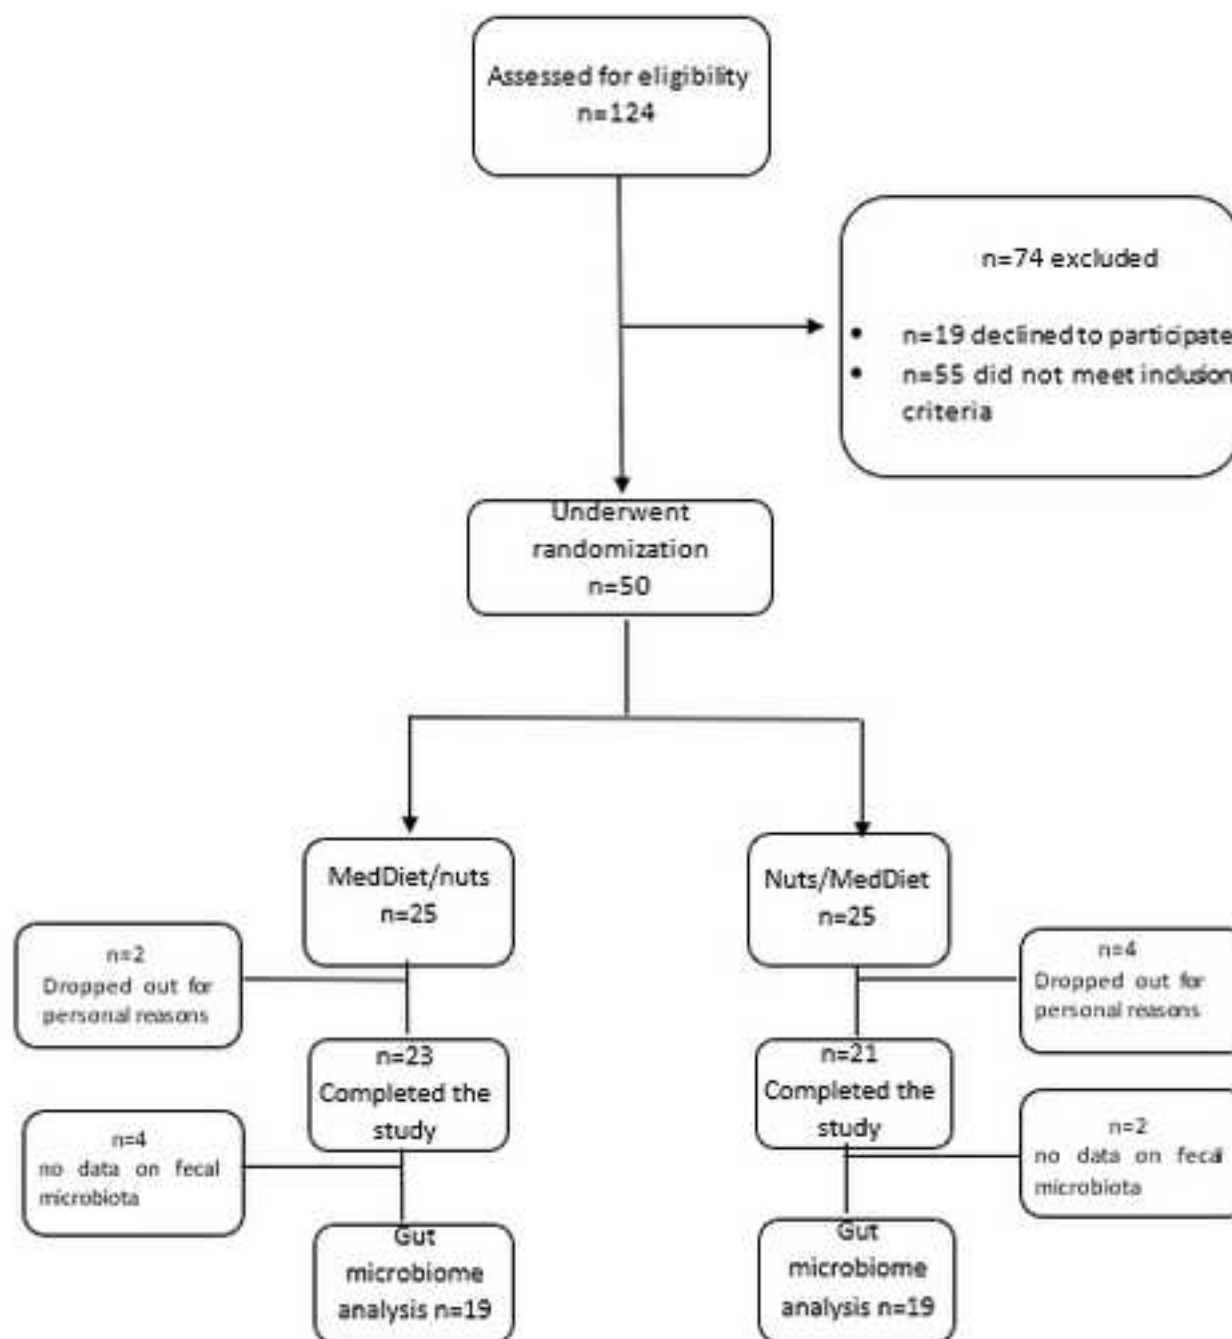 Assessed for eligibility
n=124
n=74 excluded
• n=19 declined to participate
• n=55 did not meet inclusion
criteria
Underwent
randomization
n=50
MedDiet/nuts
n=25
Nuts/MedDiet
n=25
n=2
Dropped out for
personal reasons
n=4
Dropped out for
personal reasons
n=23
Completed the
study
n=21
Completed the
study
n=4
no data on fecal
microbiota
n=2
no data on fecal
microbiota
Gut
microbiome
analysis n=19
Gut
microbiome
analysis n=19